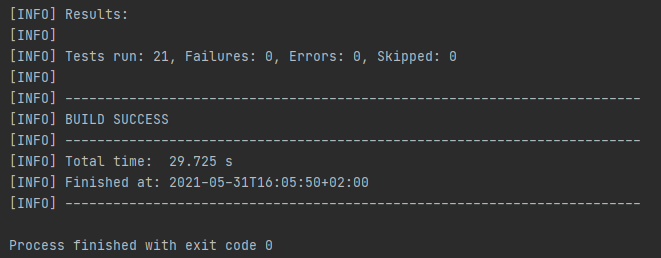 [INFO] Results:
[INFO]
[INFO] Tests run: 21, Failures: 0, Errors: 0, Skipped: 0
[INFO]
[INFO] ------------------------------------------------------------------------
[INFO] BUILD SUCCESS
[INFO] ------------------------------------------------------------------------
[INFO] Total time:  29.725 s
[INFO] Finished at: 2021-05-31T16:05:50+02:00
[INFO] ------------------------------------------------------------------------
Process finished with exit code 0